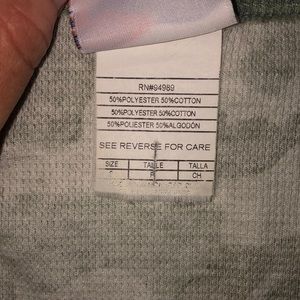 RN#94989
50%POLYESTER 50%COTTON
50%POLYESTER 50%COTTON
50%POLIESTER 50%ALGODÓN
SEE REVERSE FOR CARE
SIZE TAILLE TALLA
S P CH